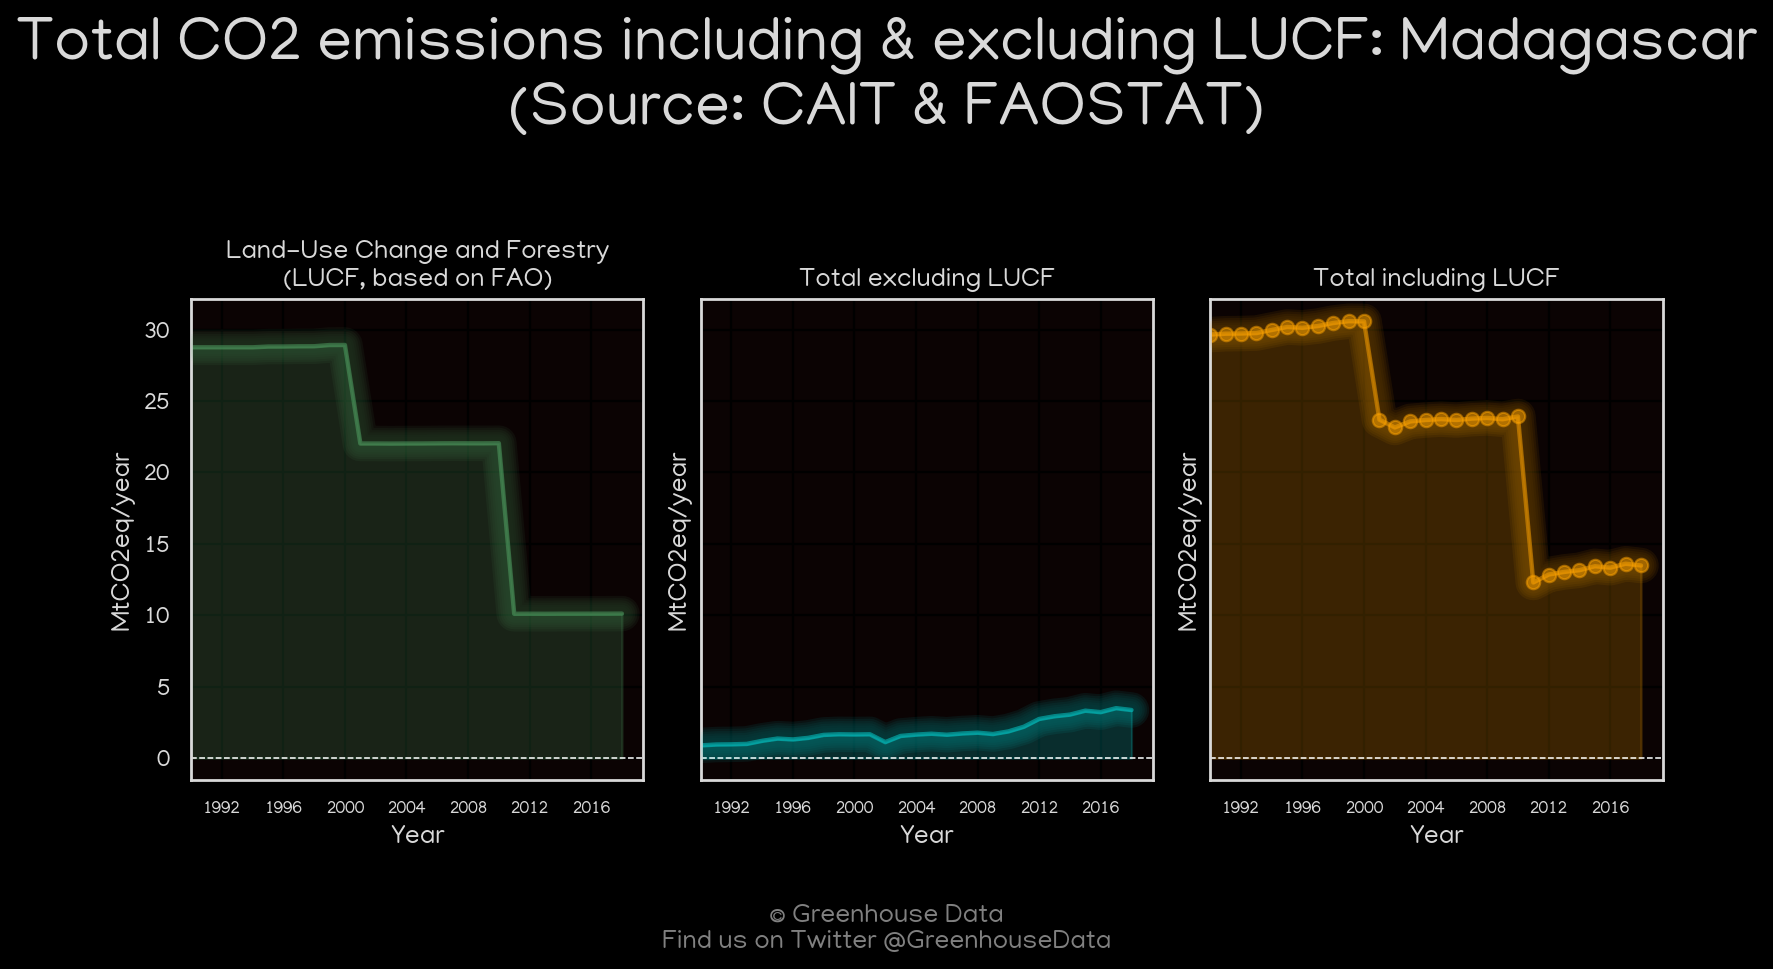 Total CO2 emissions including & excluding LUCF: Madagascar
(Source: CAIT & FAOSTAT)
Land-Use Change and Forestry
(LUCF, based on FAO)
Total excluding LUCF
Total including LUCF
30
25
20
15
10
5
0
MtCO2eq/year
MtCO2eq/year
MtCO2eq/year
1992 1996 2000 2004 2008 2012 2016
1992 1996 2000 2004 2008 2012 2016
1992 1996 2000 2004 2008 2012 2016
Year
Year
Year
© Greenhouse Data
Find us on Twitter @GreenhouseData